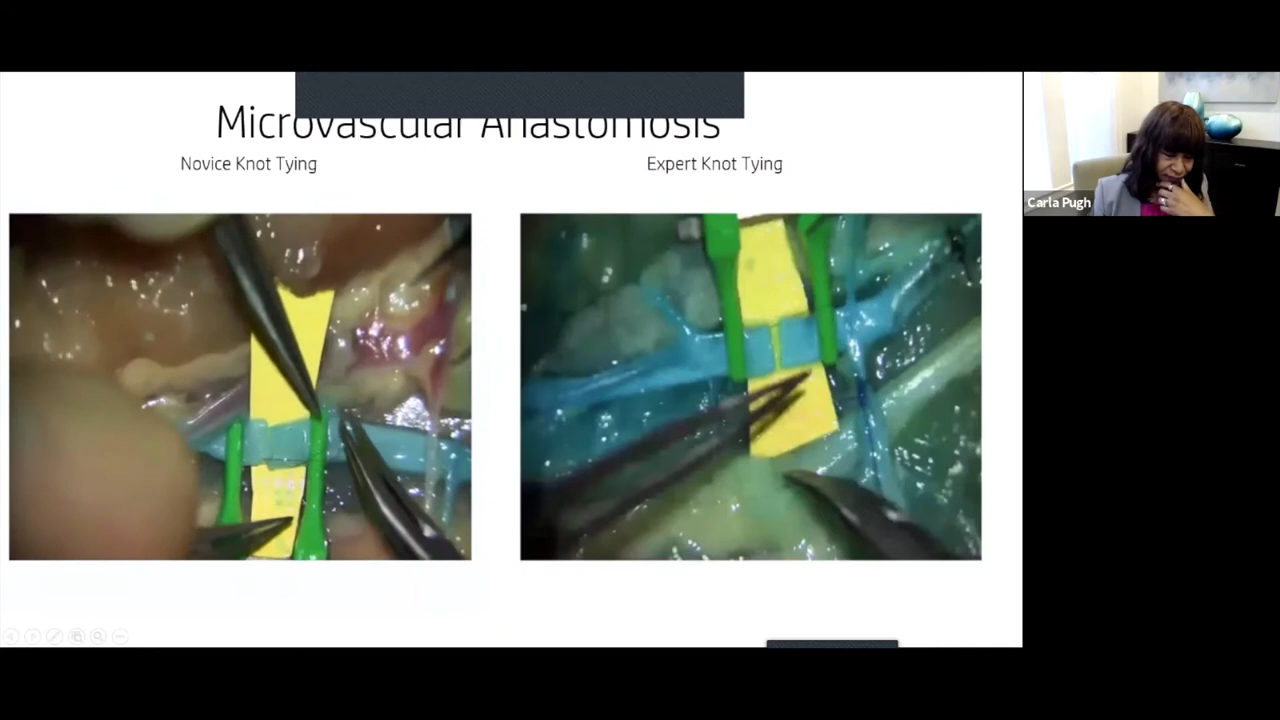 Microvascular Anastomosis
Novice Knot Tying
Expert Knot Tying
Carla Pugh